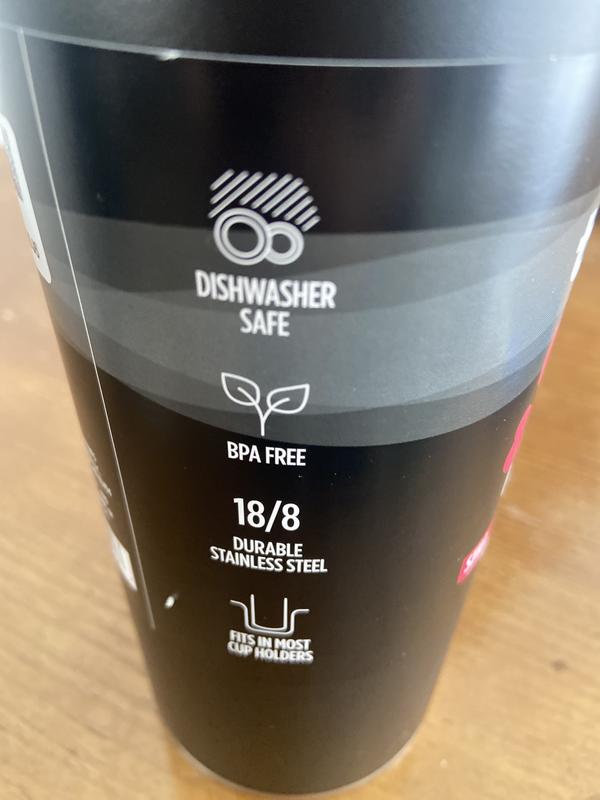 DISHWASHER
SAFE
BPA FREE
18/8
DURABLE
STAINLESS STEEL
FITS IN MOST
CUP HOLDERS